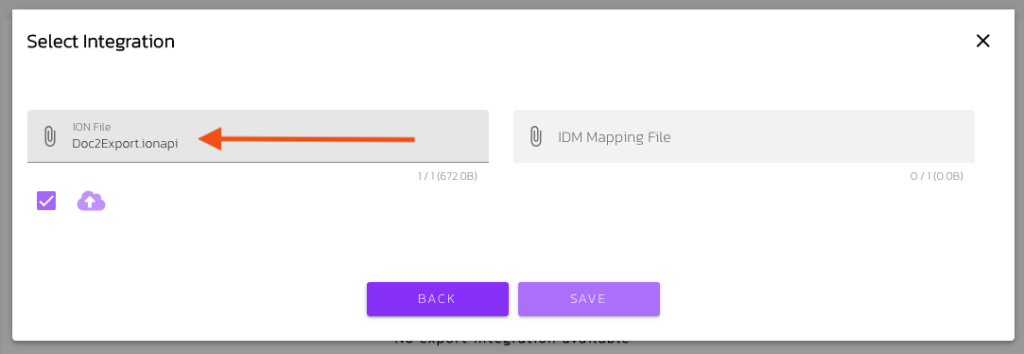 Select Integration
ION File
Doc2Export.ionapi
IDM Mapping File
1 / 1 (672.0B)
0 / 1 (0.0B)
BACK
SAVE
No export integration available